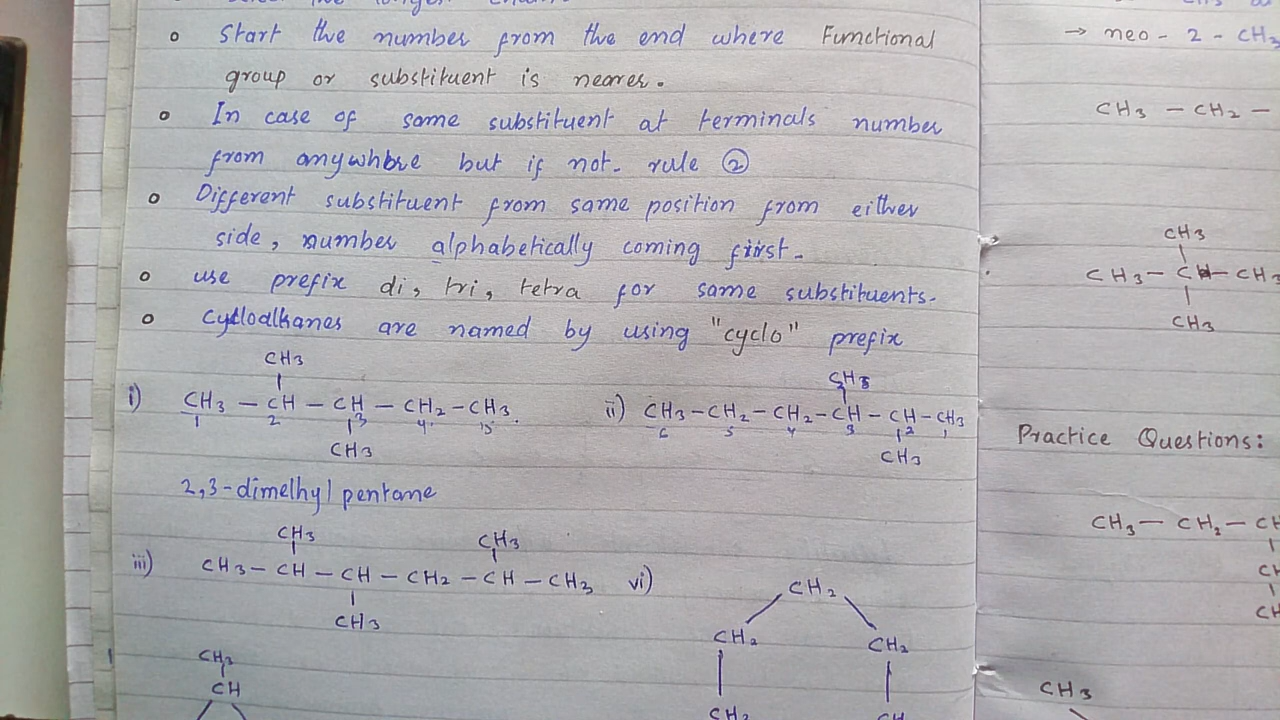 Start the number from the end where Functional
group or substituent is nearer.
In case of same substituent at terminals number
from anywhere but if not. rule ②
Different substituent from same position from either
side, number alphabetically coming first.
use prefix di, tri, tetra for same substituents.
Cycloalkanes are named by using "cyclo" prefix
CH3
i) CH3 - CH - CH - CH2 - CH3.
1 2 3 4 5
CH3
2,3-dimethyl pentane
CH3
ii) CH3 - CH2 - CH2 - CH - CH - CH3
6 5 4 3 2 1
CH3
CH3 CH3
iii) CH3 - CH - CH - CH2 - CH - CH3
CH3
vi) CH2
CH2 CH2
CH2 CH
CH2
CH
→ neo - 2 - CH3
CH3 - CH2 -
CH3
CH3 - CH - CH3
CH3
Practice Questions:
CH3 - CH2 - CH
CH
CH
CH3